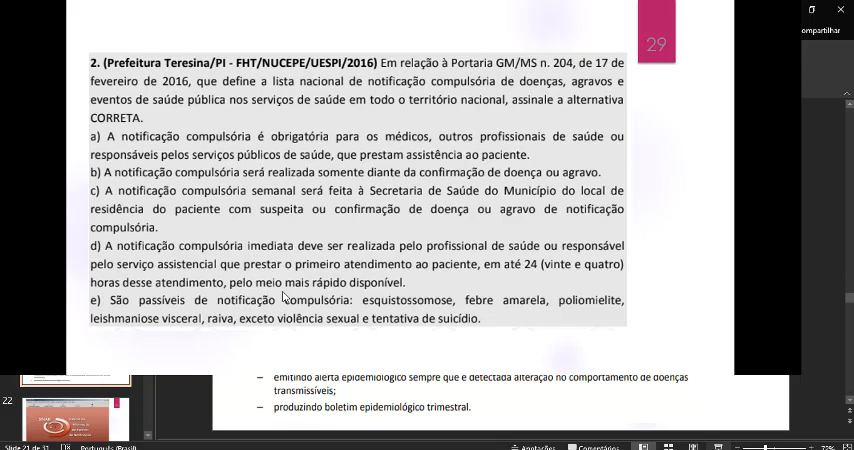 29
ompartilhar
2. (Prefeitura Teresina/PI - FHT/NUCEPE/UESPI/2016) Em relação à Portaria GM/MS n. 204, de 17 de
fevereiro de 2016, que define a lista nacional de notificação compulsória de doenças, agravos e
eventos de saúde pública nos serviços de saúde em todo o território nacional, assinale a alternativa
CORRETA.
a) A notificação compulsória é obrigatória para os médicos, outros profissionais de saúde ou
responsáveis pelos serviços públicos de saúde, que prestam assistência ao paciente.
b) A notificação compulsória será realizada somente diante da confirmação de doença ou agravo.
c) A notificação compulsória semanal será feita à Secretaria de Saúde do Município do local de
residência do paciente com suspeita ou confirmação de doença ou agravo de notificação
compulsória.
d) A notificação compulsória imediata deve ser realizada pelo profissional de saúde ou responsável
pelo serviço assistencial que prestar o primeiro atendimento ao paciente, em até 24 (vinte e quatro)
horas desse atendimento, pelo meio mais rápido disponível.
e) São passíveis de notificação compulsória: esquistossomose, febre amarela, poliomielite,
leishmaniose visceral, raiva, exceto violência sexual e tentativa de suicídio.
– emitindo alerta epidemiológico sempre que é detectada alteração no comportamento de doenças
transmissíveis;
– produzindo boletim epidemiológico trimestral.
22
Slide 21 de 31 Português (Brasil) Anotações Comentários 72%